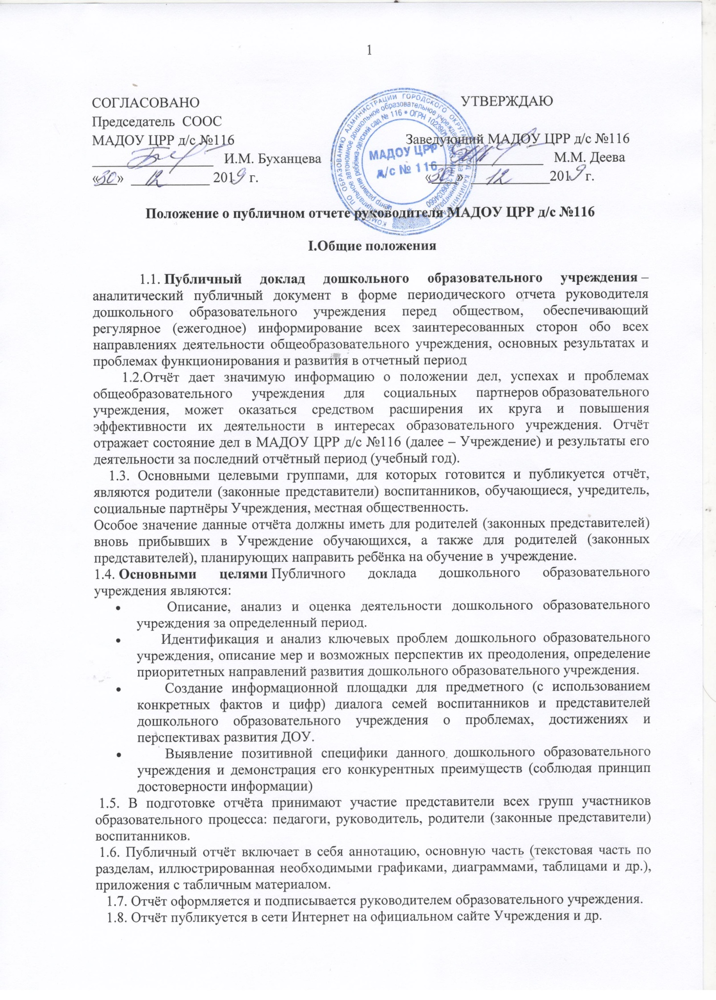 1
СОГЛАСОВАНО УТВЕРЖДАЮ
Председатель СООС
МАДОУ ЦРР д/с №116 Заведующий МАДОУ ЦРР д/с №116
И.М. Буханцева М.М. Деева
«30» 12 2019 г. «30» 12 2019 г.
МАДОУ ЦРР
д/с № 116
Положение о публичном отчете руководителя МАДОУ ЦРР д/с №116
I.Общие положения
1.1. Публичный доклад дошкольного образовательного учреждения –
аналитический публичный документ в форме периодического отчета руководителя
дошкольного образовательного учреждения перед обществом, обеспечивающий
регулярное (ежегодное) информирование всех заинтересованных сторон обо всех
направлениях деятельности общеобразовательного учреждения, основных результатах и
проблемах функционирования и развития в отчетный период
1.2.Отчёт дает значимую информацию о положении дел, успехах и проблемах
общеобразовательного учреждения для социальных партнеров образовательного
учреждения, может оказаться средством расширения их круга и повышения
эффективности их деятельности в интересах образовательного учреждения. Отчёт
отражает состояние дел в МАДОУ ЦРР д/с №116 (далее – Учреждение) и результаты его
деятельности за последний отчётный период (учебный год).
1.3. Основными целевыми группами, для которых готовится и публикуется отчёт,
являются родители (законные представители) воспитанников, обучающиеся, учредитель,
социальные партнёры Учреждения, местная общественность.
Особое значение данные отчёта должны иметь для родителей (законных представителей)
вновь прибывших в Учреждение обучающихся, а также для родителей (законных
представителей), планирующих направить ребёнка на обучение в учреждение.
1.4. Основными целями Публичного доклада дошкольного образовательного
учреждения являются:
• Описание, анализ и оценка деятельности дошкольного образовательного
учреждения за определенный период.
• Идентификация и анализ ключевых проблем дошкольного образовательного
учреждения, описание мер и возможных перспектив их преодоления, определение
приоритетных направлений развития дошкольного образовательного учреждения.
• Создание информационной площадки для предметного (с использованием
конкретных фактов и цифр) диалога семей воспитанников и представителей
дошкольного образовательного учреждения о проблемах, достижениях и
перспективах развития ДОУ.
• Выявление позитивной специфики данного дошкольного образовательного
учреждения и демонстрация его конкурентных преимуществ (соблюдая принцип
достоверности информации)
1.5. В подготовке отчёта принимают участие представители всех групп участников
образовательного процесса: педагоги, руководитель, родители (законные представители)
воспитанников.
1.6. Публичный отчёт включает в себя аннотацию, основную часть (текстовая часть по
разделам, иллюстрированная необходимыми графиками, диаграммами, таблицами и др.),
приложения с табличным материалом.
1.7. Отчёт оформляется и подписывается руководителем образовательного учреждения.
1.8. Отчёт публикуется в сети Интернет на официальном сайте Учреждения и др.